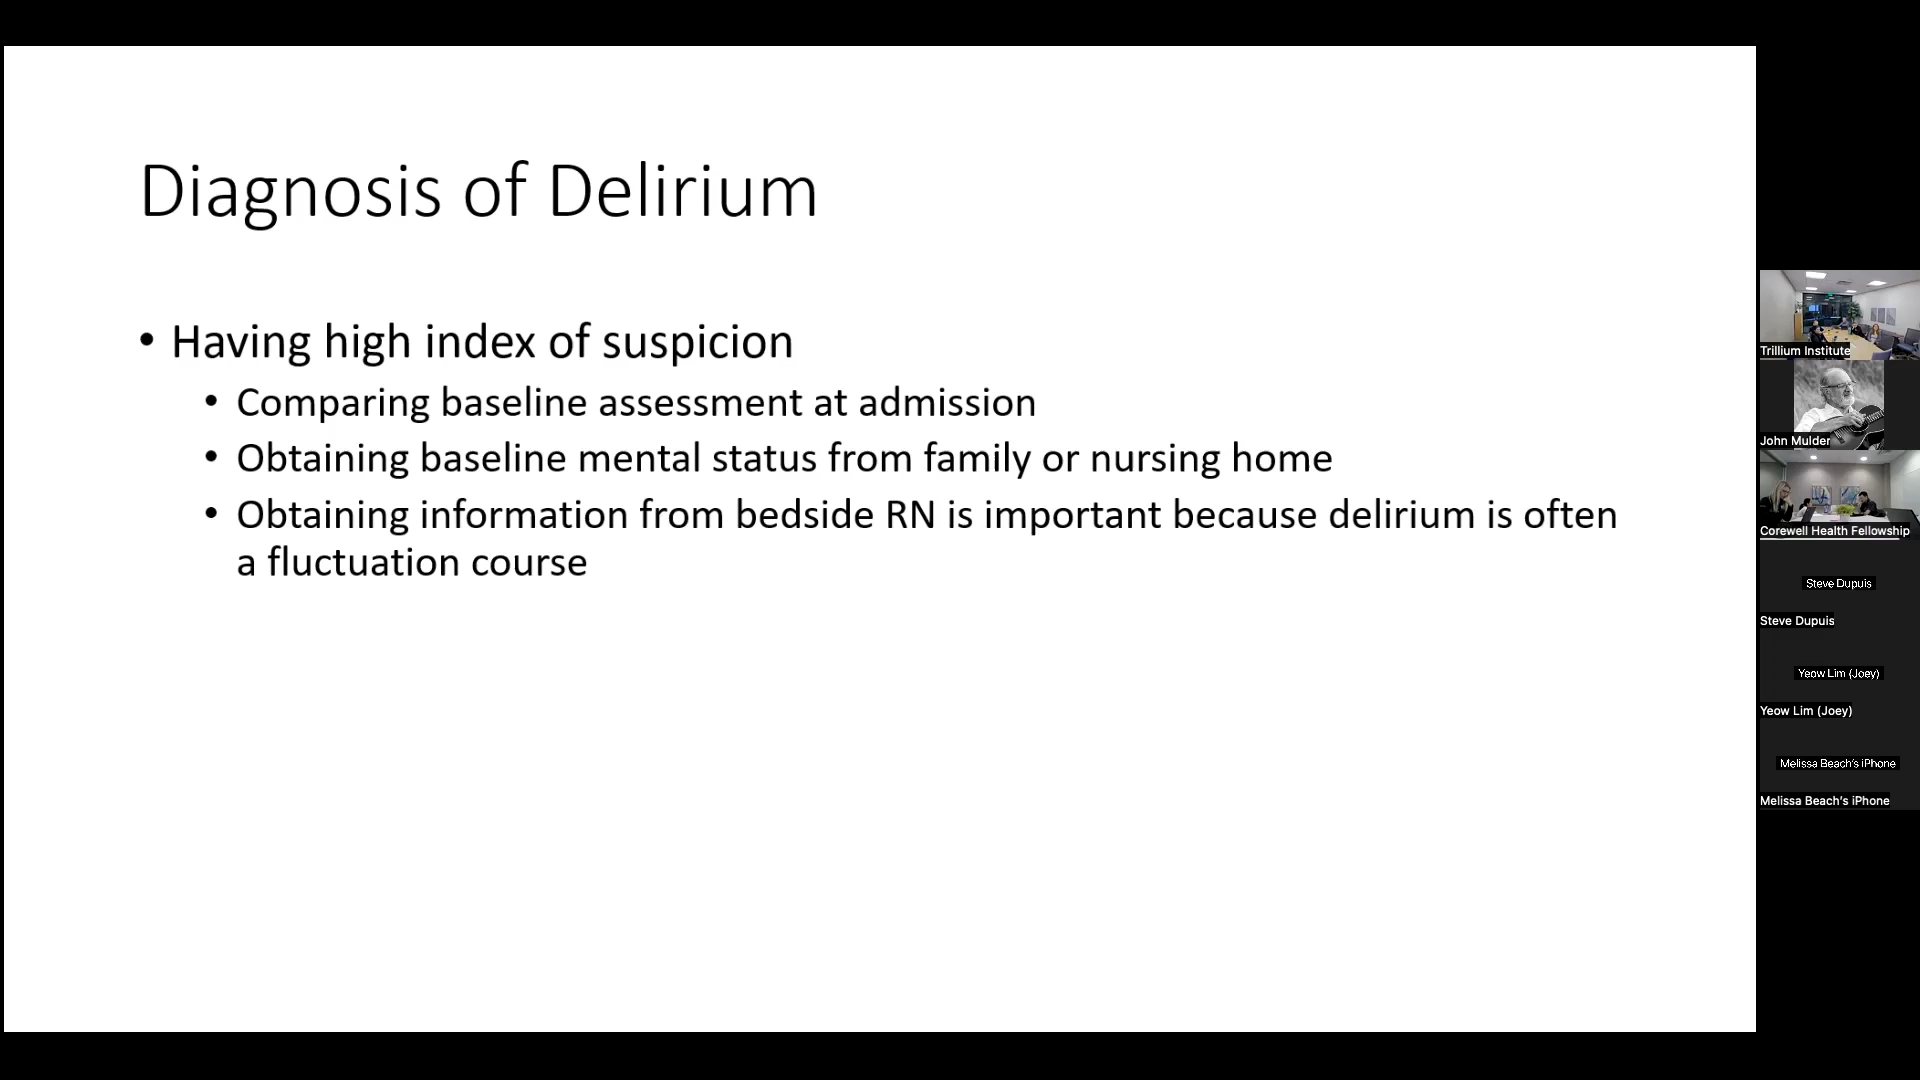 Diagnosis of Delirium
• Having high index of suspicion
• Comparing baseline assessment at admission
• Obtaining baseline mental status from family or nursing home
• Obtaining information from bedside RN is important because delirium is often
a fluctuation course
Trillium Institute
John Mulder
Corewell Health Fellowship
Steve Dupuis
Steve Dupuis
Yeow Lim (Joey)
Yeow Lim (Joey)
Melissa Beach's iPhone
Melissa Beach's iPhone